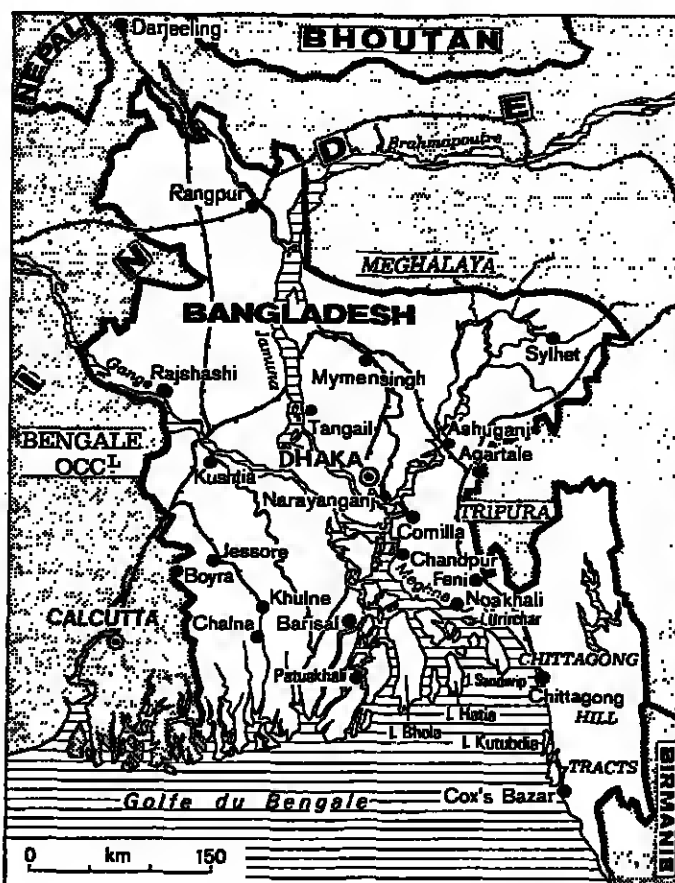 Darjeeling
NEPAL
BHOUTAN
I N D E
Brahmapoutre
Rangpur
MEGHALAYA
BANGLADESH
Jamuna
Sylhet
Gange
Rajshashi
Mymensingh
Tangail
Ashuganj
Agartale
BENGALE
OCCL
DHAKA
Kushtia
Narayanganj
TRIPURA
Comilla
Jessore
Chandpur
Boyra
Feni
Meghna
Khulne
Noakhali
CALCUTTA
Chalna
Barisal
Urirchar
Patuakhali
CHITTAGONG
I. Sandwip
Chittagong
I. Hatia
HILL
I. Bhola
I. Kutubdia
TRACTS
BIRMANIE
Golfe du Bengale
Cox's Bazar
0 km 150